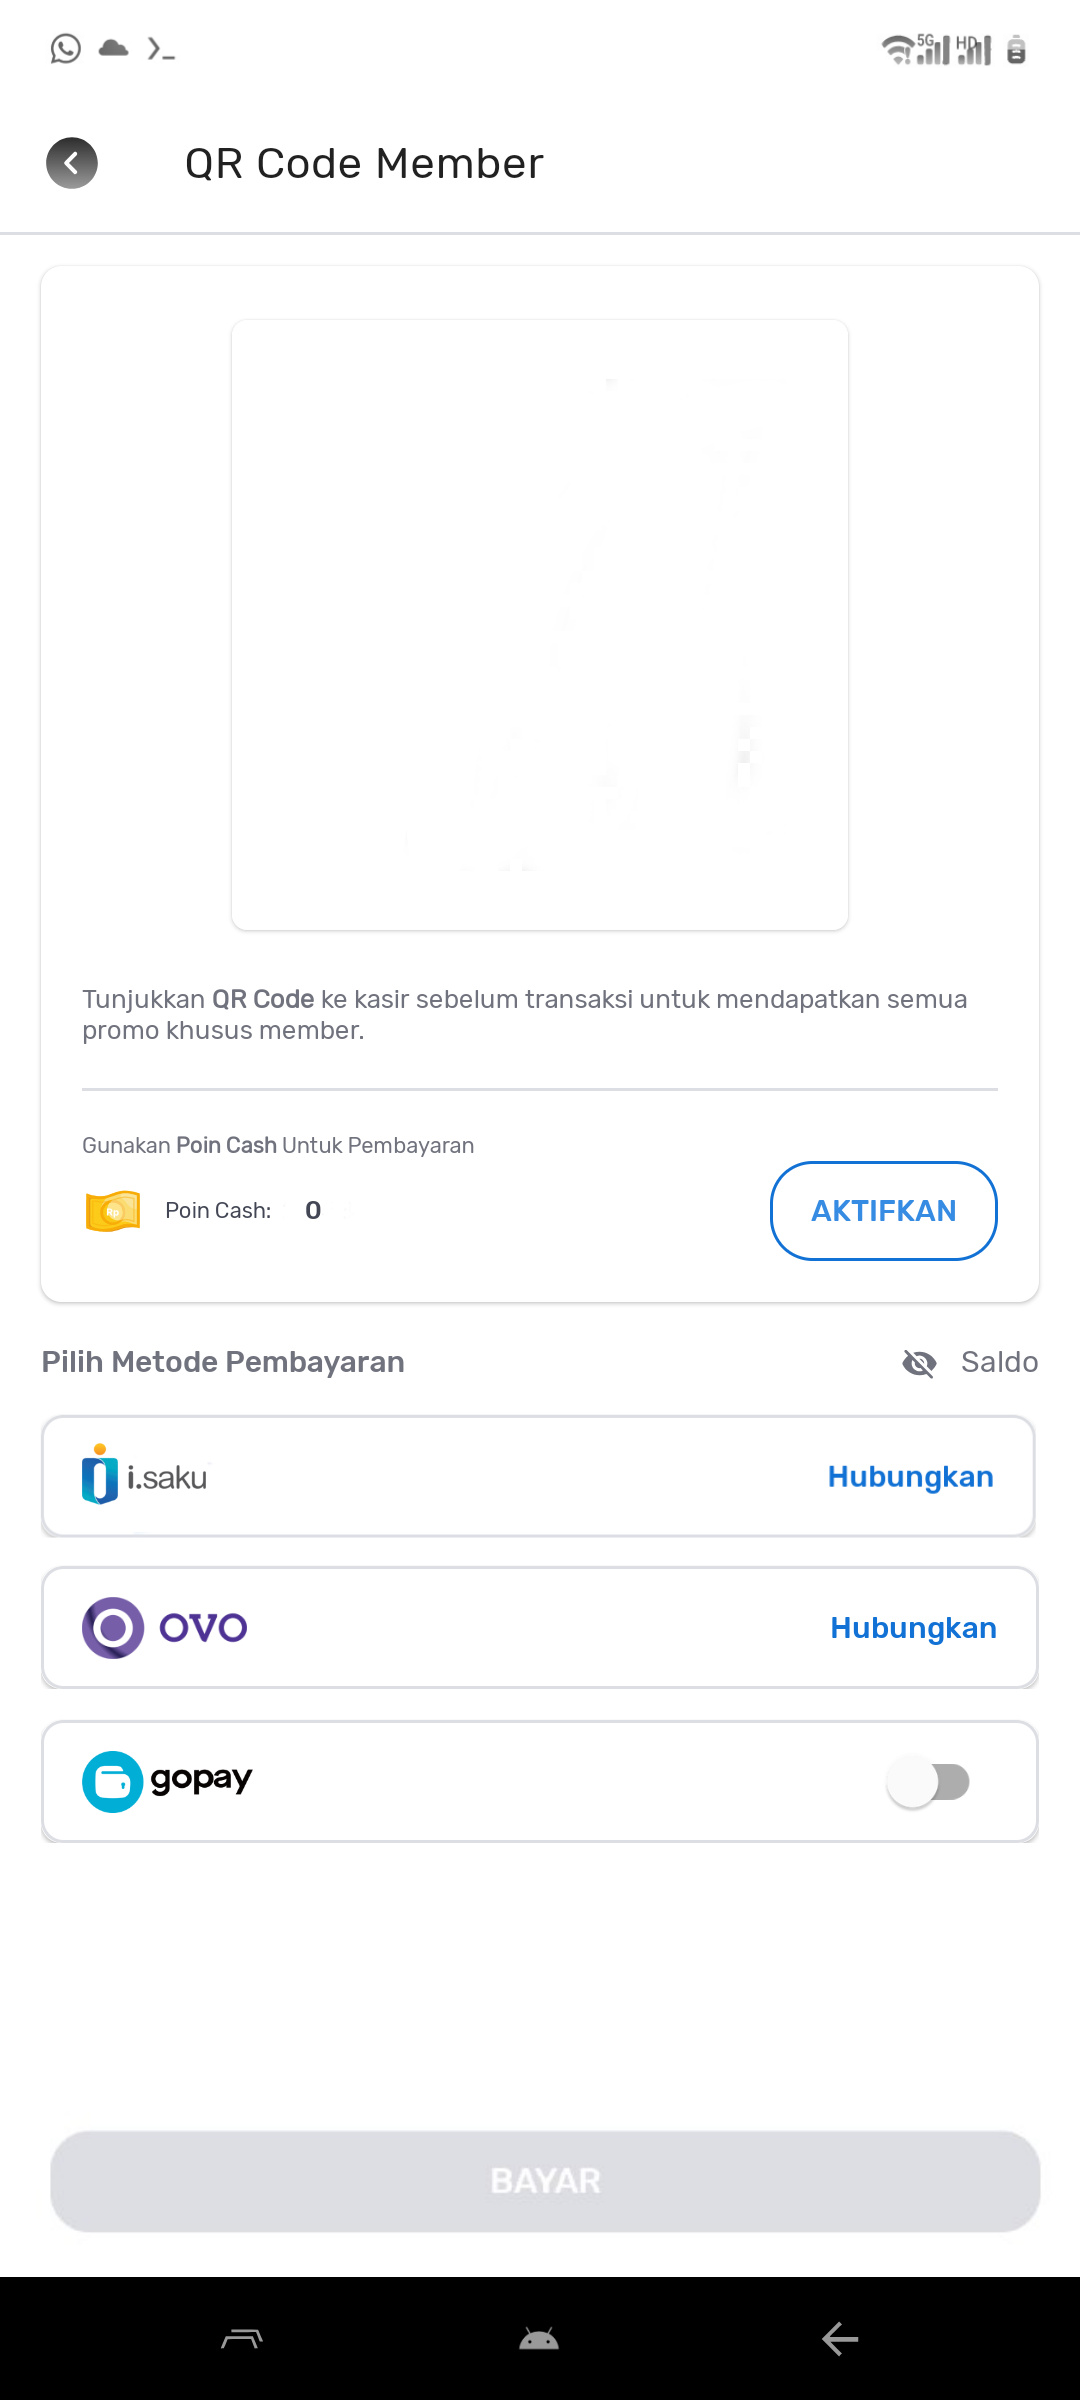 5G HD
QR Code Member
Tunjukkan QR Code ke kasir sebelum transaksi untuk mendapatkan semua
promo khusus member.
Gunakan Poin Cash Untuk Pembayaran
Rp
Poin Cash: 0
AKTIFKAN
Pilih Metode Pembayaran
Saldo
i.saku
Hubungkan
OVO
Hubungkan
gopay
BAYAR